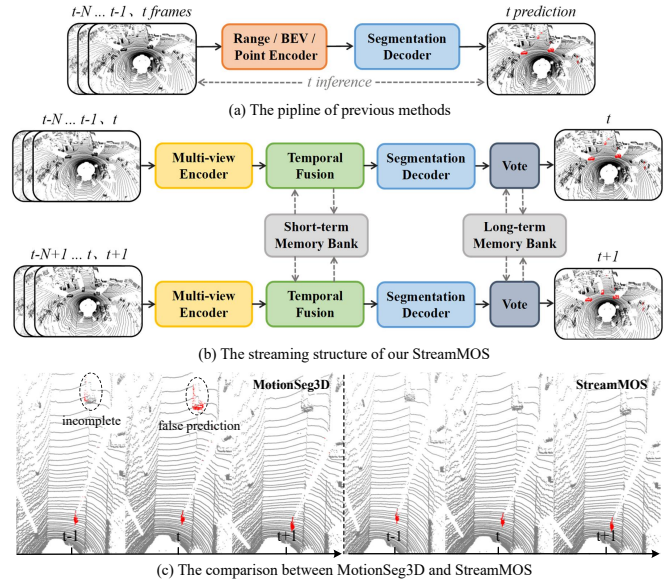 t-N ... t-1、t frames
t prediction
Range / BEV /
Point Encoder
Segmentation
Decoder
t inference
(a) The pipline of previous methods
t-N ... t-1、t
t
Multi-view
Encoder
Temporal
Fusion
Segmentation
Decoder
Vote
Short-term
Memory Bank
Long-term
Memory Bank
t-N+1 ... t、t+1
t+1
Multi-view
Encoder
Temporal
Fusion
Segmentation
Decoder
Vote
(b) The streaming structure of our StreamMOS
MotionSeg3D
StreamMOS
incomplete
false prediction
t-1
t
t+1
t-1
t
t+1
(c) The comparison between MotionSeg3D and StreamMOS